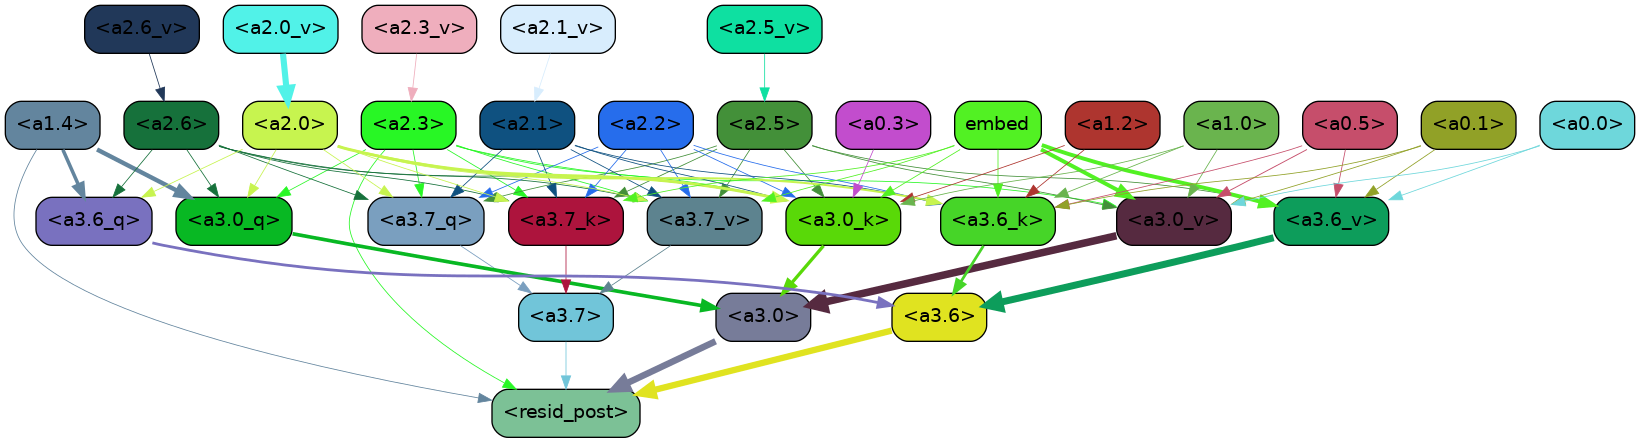 <a2.6_v> <a2.0_v> <a2.3_v> <a2.1_v> <a2.5_v>
<a1.4> <a2.6> <a2.0> <a2.3> <a2.1> <a2.2> <a2.5> <a0.3> embed <a1.2> <a1.0> <a0.5> <a0.1> <a0.0>
<a3.6_q> <a3.0_q> <a3.7_q> <a3.7_k> <a3.7_v> <a3.0_k> <a3.6_k> <a3.0_v> <a3.6_v>
<a3.7> <a3.0> <a3.6>
<resid_post>